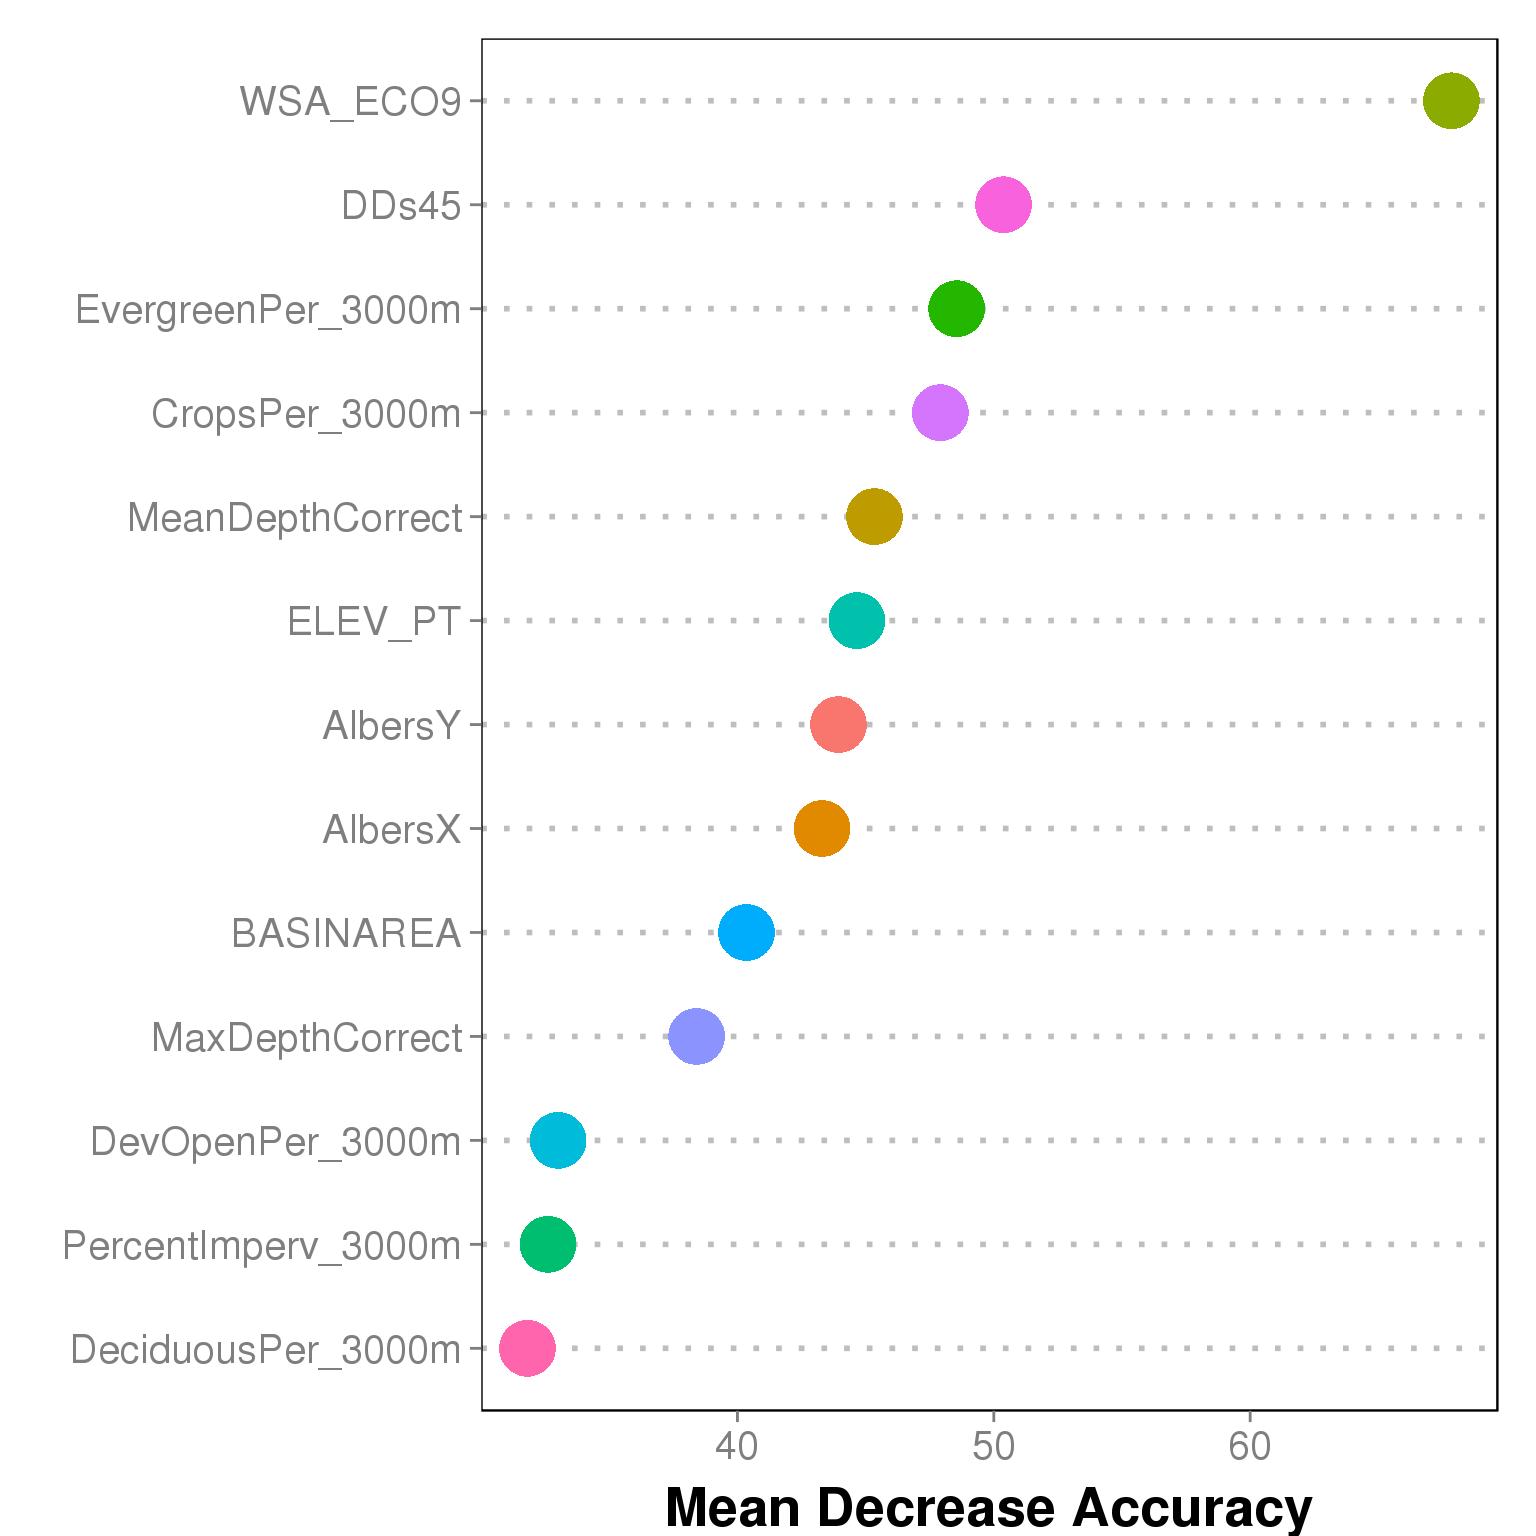 WSA_ECO9
DDs45
EvergreenPer_3000m
CropsPer_3000m
MeanDepthCorrect
ELEV_PT
AlbersY
AlbersX
BASINAREA
MaxDepthCorrect
DevOpenPer_3000m
PercentImperv_3000m
DeciduousPer_3000m
40 50 60
Mean Decrease Accuracy